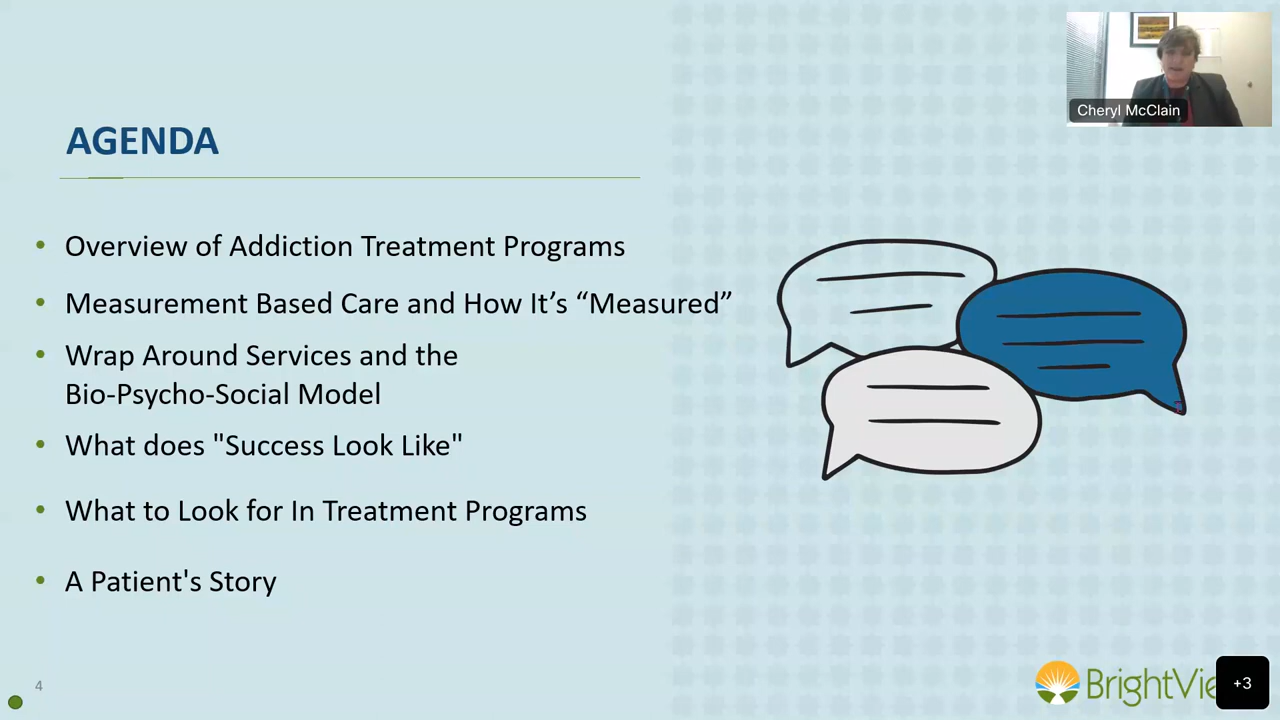 Cheryl McClain
AGENDA
• Overview of Addiction Treatment Programs
• Measurement Based Care and How It’s “Measured”
• Wrap Around Services and the
Bio-Psycho-Social Model
• What does "Success Look Like"
• What to Look for In Treatment Programs
• A Patient's Story
4
BrightVie
+3